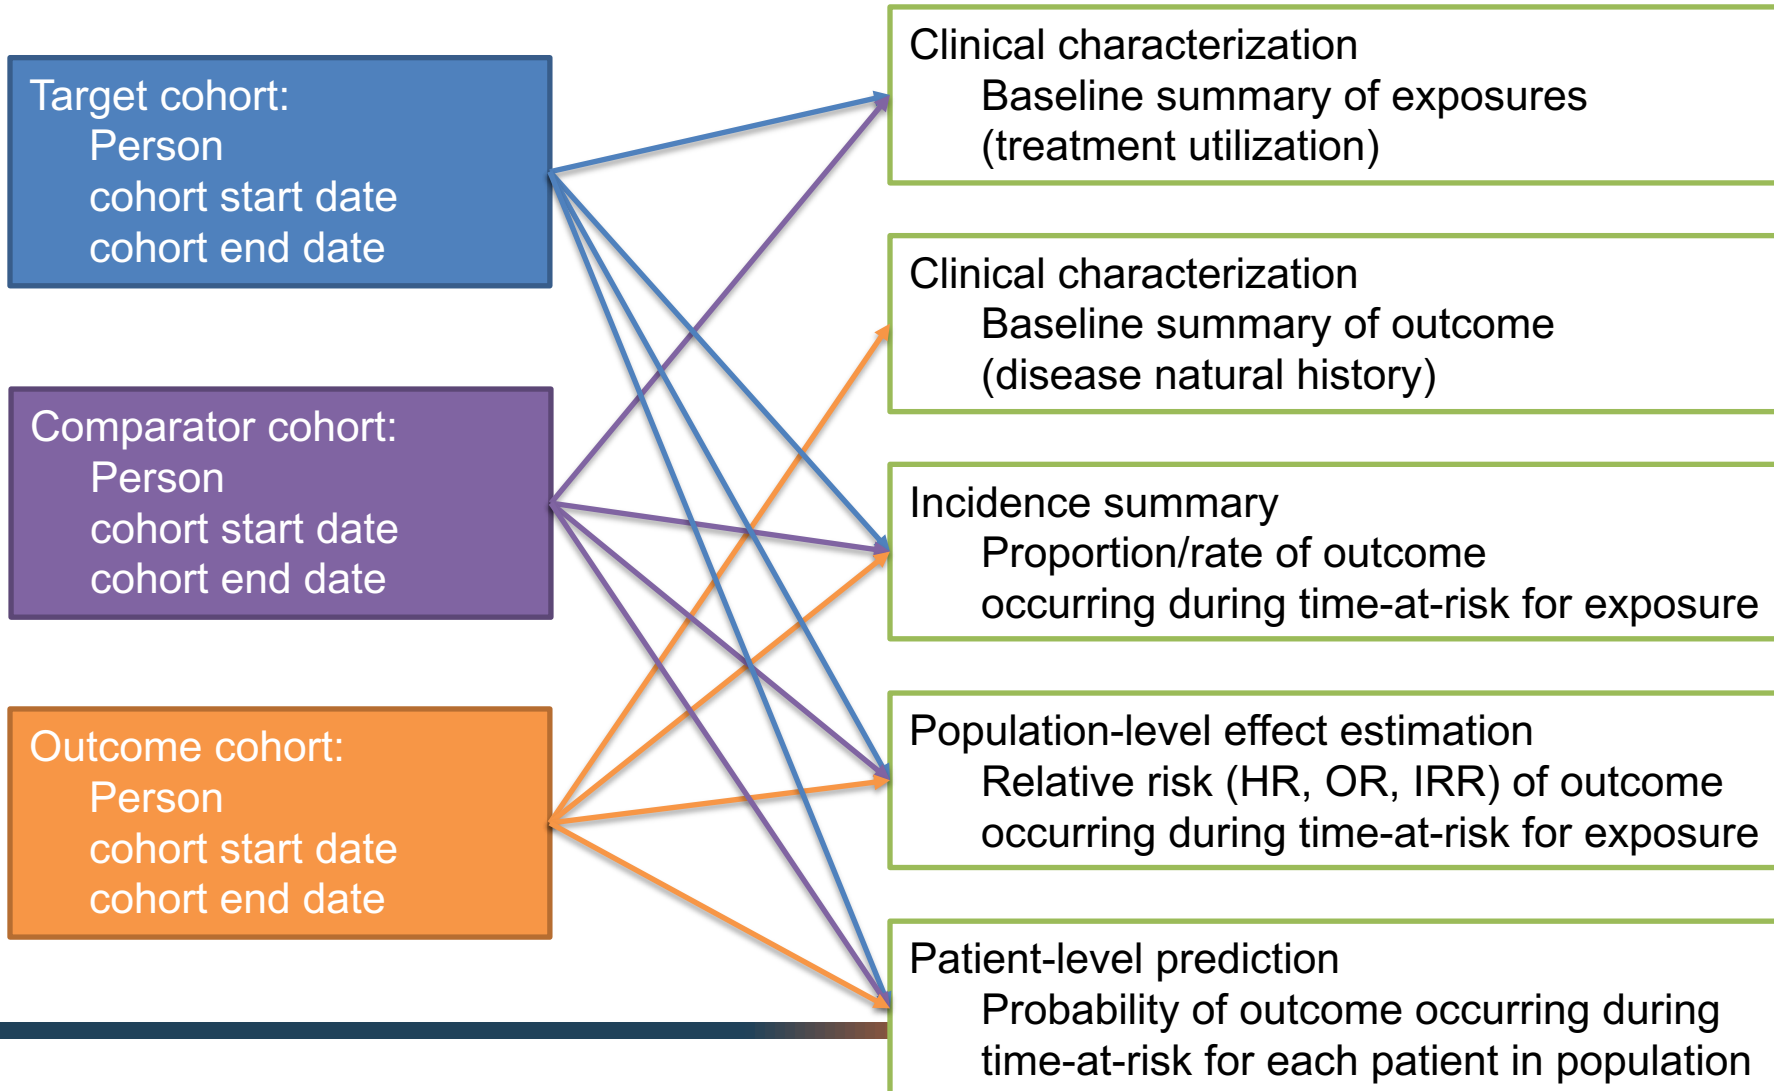 Target cohort:
Person
cohort start date
cohort end date
Comparator cohort:
Person
cohort start date
cohort end date
Outcome cohort:
Person
cohort start date
cohort end date
Clinical characterization
Baseline summary of exposures
(treatment utilization)
Clinical characterization
Baseline summary of outcome
(disease natural history)
Incidence summary
Proportion/rate of outcome
occurring during time-at-risk for exposure
Population-level effect estimation
Relative risk (HR, OR, IRR) of outcome
occurring during time-at-risk for exposure
Patient-level prediction
Probability of outcome occurring during
time-at-risk for each patient in population